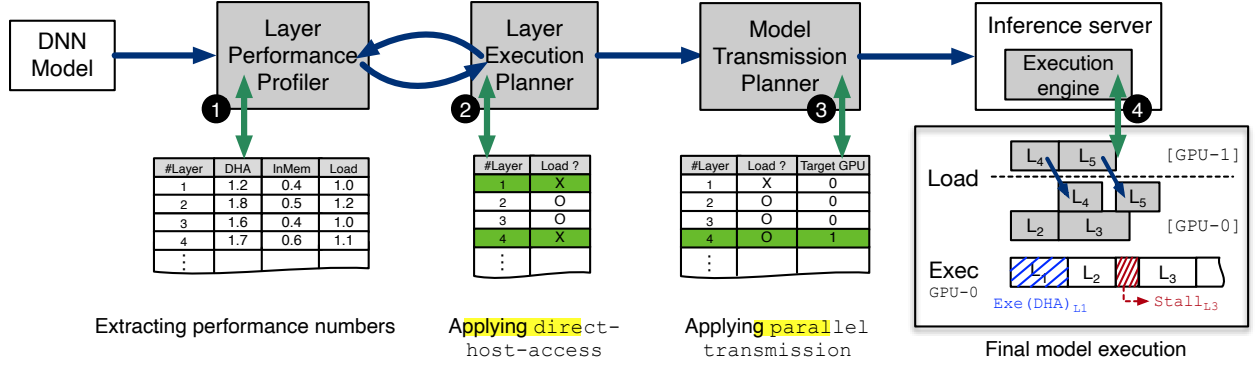 DNN
Model
Layer
Performance
Profiler
Layer
Execution
Planner
Model
Transmission
Planner
Inference server
Execution
engine
1
2
3
4
#Layer DHA InMem Load
1 1.2 0.4 1.0
2 1.8 0.5 1.2
3 1.6 0.4 1.0
4 1.7 0.6 1.1
⋮
Extracting performance numbers
#Layer Load ?
1 X
2 O
3 O
4 X
⋮
Applying direct-
host-access
#Layer Load ? Target GPU
1 X 0
2 O 0
3 O 0
4 O 1
⋮
Applying parallel
transmission
L4 L5 [GPU-1]
Load
L4 L5
L2 L3 [GPU-0]
Exec L1 L2 L3
GPU-0
Exe(DHA)L1 StallL3
Final model execution